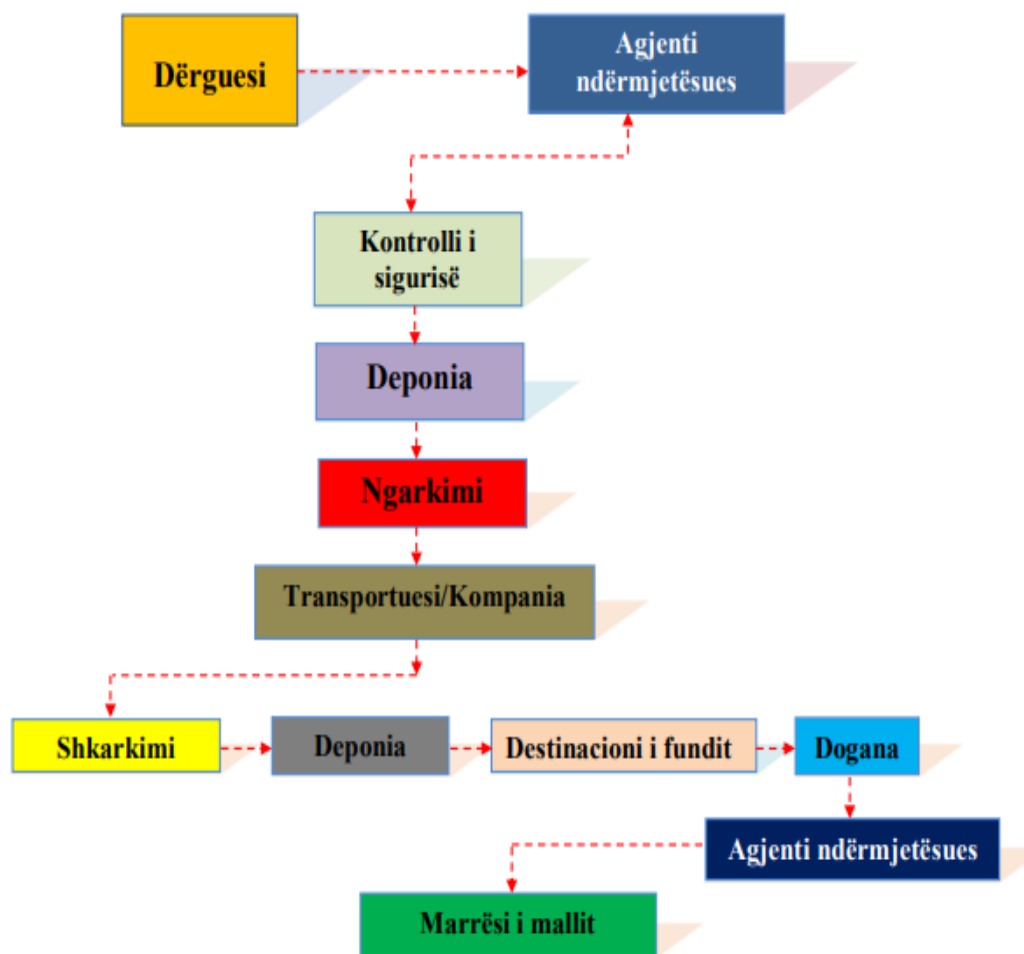 Dërguesi
Agjenti
ndërmjetësues
Kontrolli i
sigurisë
Deponia
Ngarkimi
Transportuesi/Kompania
Shkarkimi
Deponia
Destinacioni i fundit
Dogana
Agjenti ndërmjetësues
Marrësi i mallit